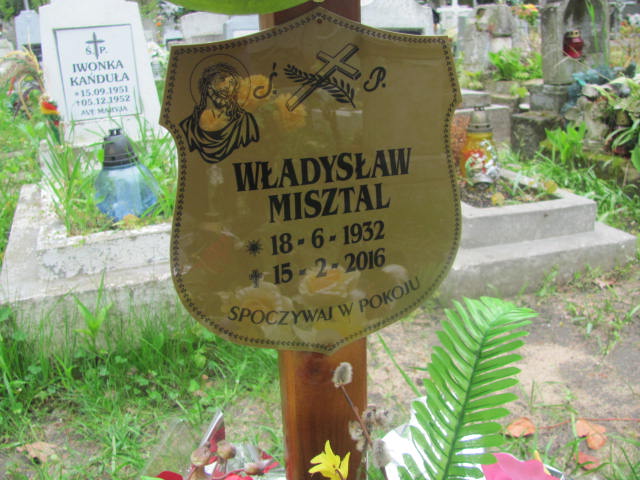 Ś. P.
WŁADYSŁAW
MISZTAL
18-6-1932
15-2-2016
SPOCZYWAJ W POKOJU
Ś.P.
IWONKA
KAŃDUŁA
*15.09.1951
+05.12.1952
AVE MARYJA